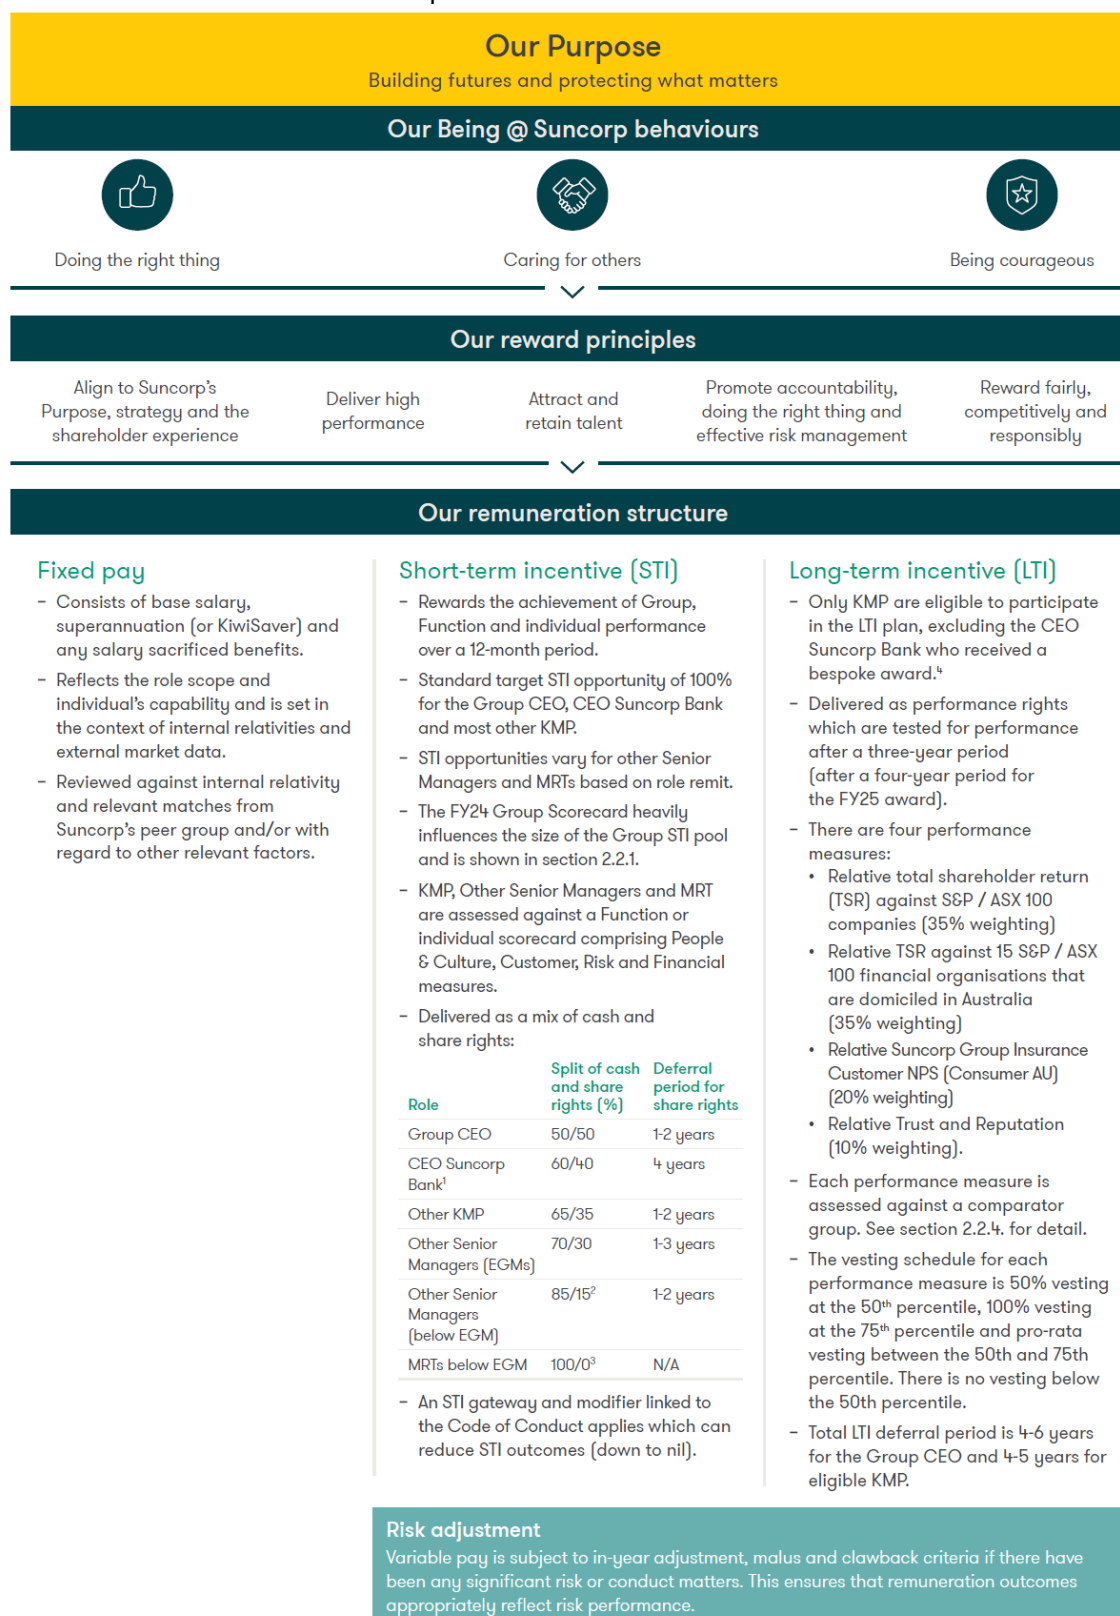 Our Purpose
Building futures and protecting what matters
Our Being @ Suncorp behaviours
Doing the right thing
Caring for others
Being courageous
Our reward principles
Align to Suncorp's
Purpose, strategy and the
shareholder experience
Deliver high
performance
Attract and
retain talent
Promote accountability,
doing the right thing and
effective risk management
Reward fairly,
competitively and
responsibly
Our remuneration structure
Fixed pay
– Consists of base salary,
superannuation (or KiwiSaver) and
any salary sacrificed benefits.
– Reflects the role scope and
individual's capability and is set in
the context of internal relativities and
external market data.
– Reviewed against internal relativity
and relevant matches from
Suncorp's peer group and/or with
regard to other relevant factors.
Short-term incentive (STI)
– Rewards the achievement of Group,
Function and individual performance
over a 12-month period.
– Standard target STI opportunity of 100%
for the Group CEO, CEO Suncorp Bank
and most other KMP.
– STI opportunities vary for other Senior
Managers and MRTs based on role remit.
– The FY24 Group Scorecard heavily
influences the size of the Group STI pool
and is shown in section 2.2.1.
– KMP, Other Senior Managers and MRT
are assessed against a Function or
individual scorecard comprising People
& Culture, Customer, Risk and Financial
measures.
– Delivered as a mix of cash and
share rights:
Role
Split of cash
and share
rights (%)
Deferral
period for
share rights
Group CEO 50/50 1-2 years
CEO Suncorp 60/40 4 years
Bank¹
Other KMP 65/35 1-2 years
Other Senior 70/30 1-3 years
Managers (EGMs)
Other Senior 85/15² 1-2 years
Managers
(below EGM)
MRTs below EGM 100/0³ N/A
– An STI gateway and modifier linked to
the Code of Conduct applies which can
reduce STI outcomes (down to nil).
Long-term incentive (LTI)
– Only KMP are eligible to participate
in the LTI plan, excluding the CEO
Suncorp Bank who received a
bespoke award.⁴
– Delivered as performance rights
which are tested for performance
after a three-year period
(after a four-year period for
the FY25 award).
– There are four performance
measures:
• Relative total shareholder return
(TSR) against S&P / ASX 100
companies (35% weighting)
• Relative TSR against 15 S&P / ASX
100 financial organisations that
are domiciled in Australia
(35% weighting)
• Relative Suncorp Group Insurance
Customer NPS (Consumer AU)
(20% weighting)
• Relative Trust and Reputation
(10% weighting).
– Each performance measure is
assessed against a comparator
group. See section 2.2.4. for detail.
– The vesting schedule for each
performance measure is 50% vesting
at the 50th percentile, 100% vesting
at the 75th percentile and pro-rata
vesting between the 50th and 75th
percentile. There is no vesting below
the 50th percentile.
– Total LTI deferral period is 4-6 years
for the Group CEO and 4-5 years for
eligible KMP.
Risk adjustment
Variable pay is subject to in-year adjustment, malus and clawback criteria if there have
been any significant risk or conduct matters. This ensures that remuneration outcomes
appropriately reflect risk performance.